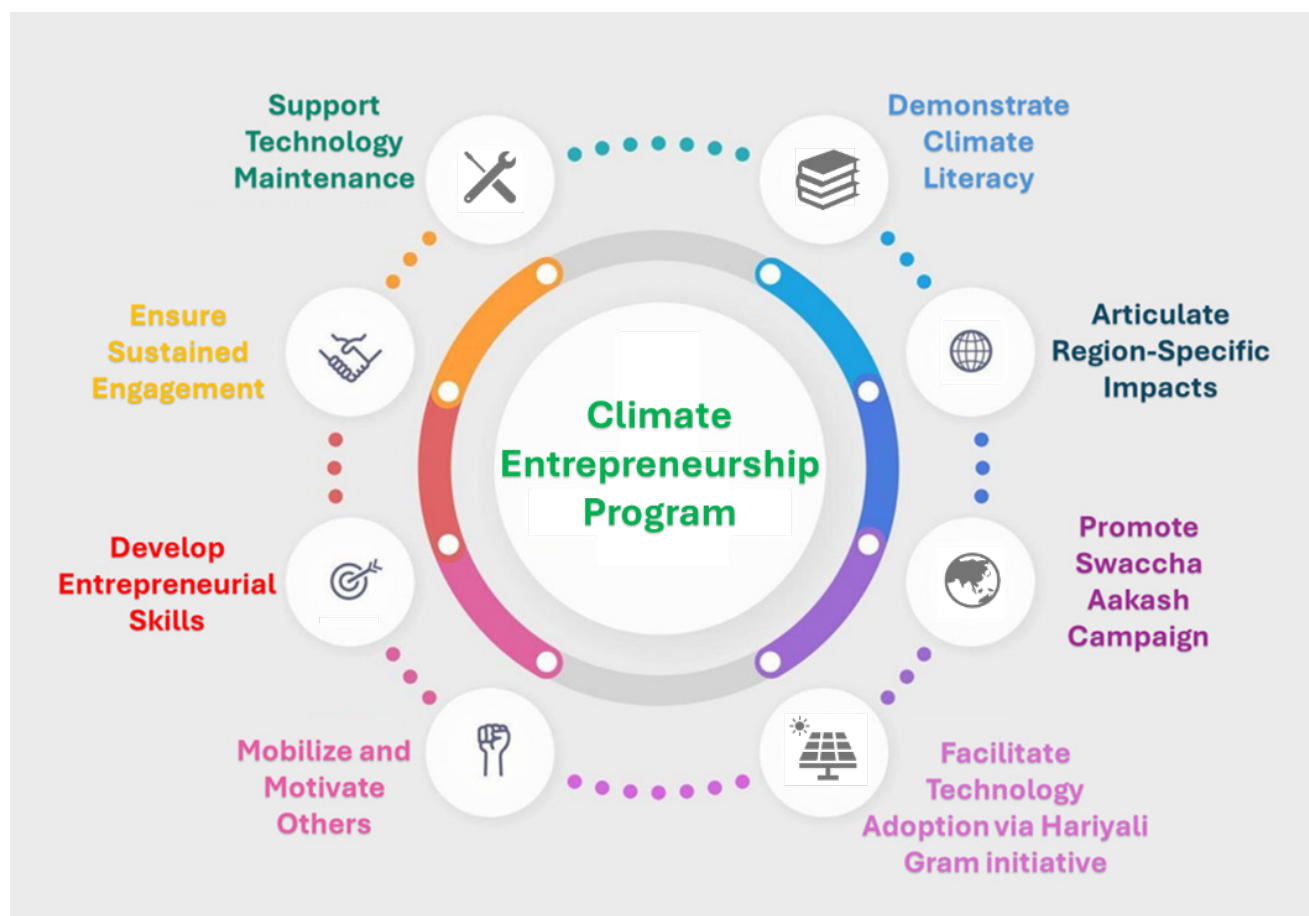 Support
Technology
Maintenance
Demonstrate
Climate
Literacy
Ensure
Sustained
Engagement
Articulate
Region-Specific
Impacts
Climate
Entrepreneurship
Program
Develop
Entrepreneurial
Skills
Promote
Swaccha
Aakash
Campaign
Mobilize and
Motivate
Others
Facilitate
Technology
Adoption via Hariyali
Gram initiative